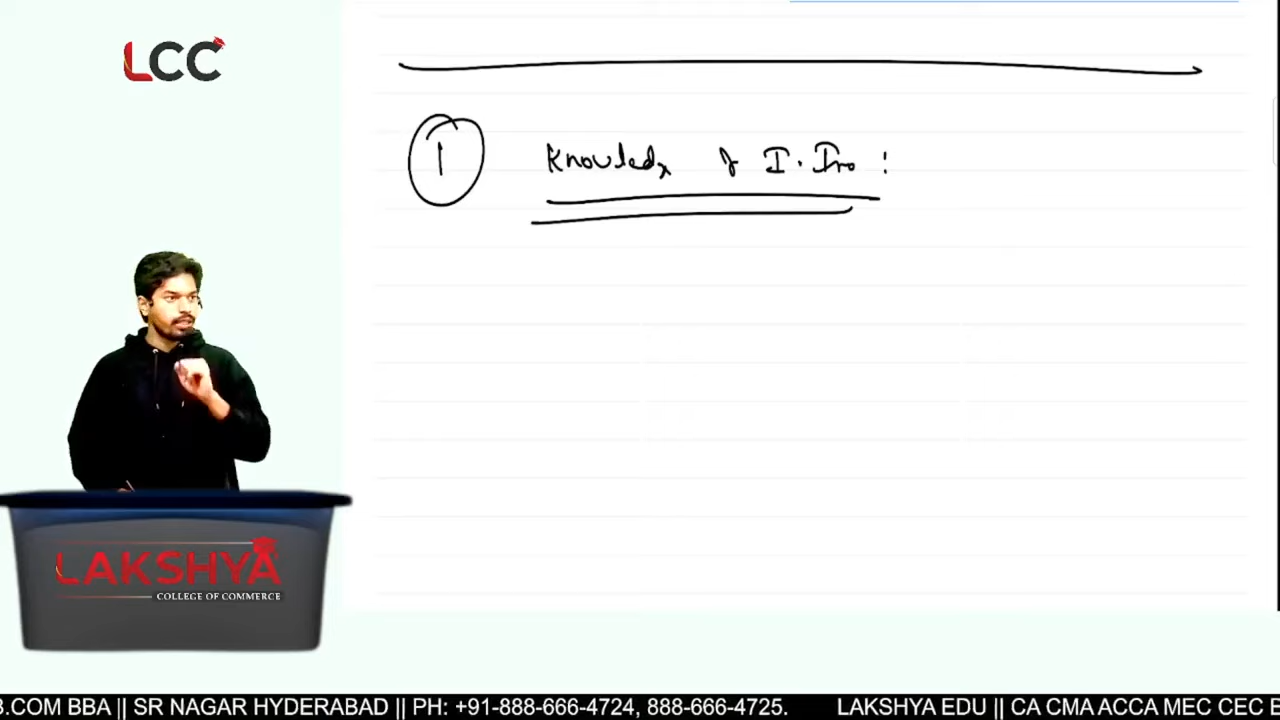 LCC
1 Knowledge of I. Pro :
LAKSHYA
COLLEGE OF COMMERCE
B.COM BBA || SR NAGAR HYDERABAD || PH: +91-888-666-4724, 888-666-4725. LAKSHYA EDU || CA CMA ACCA MEC CEC E